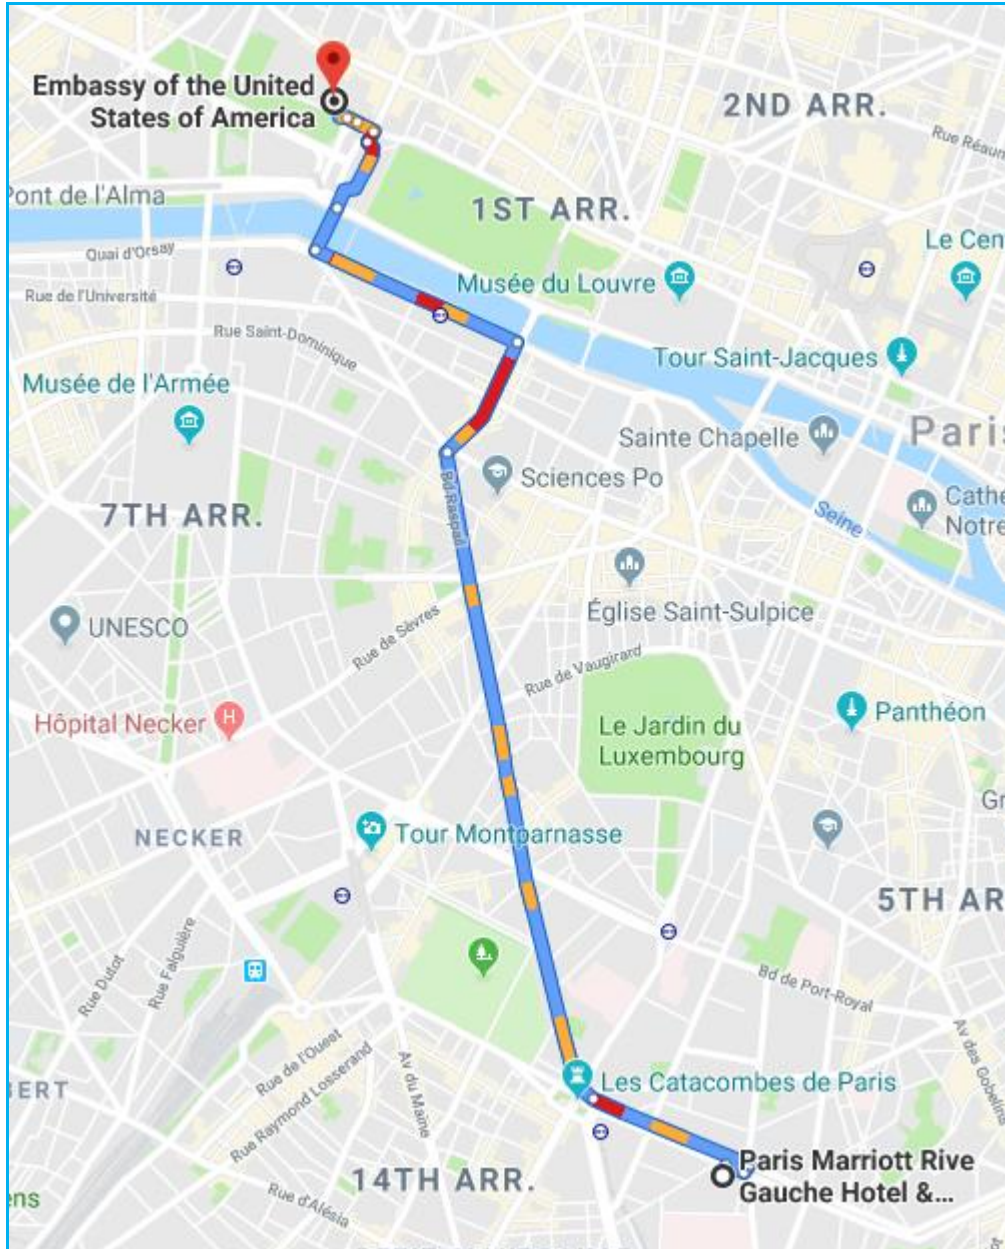 Embassy of the United
States of America
2ND ARR.
Rue Réaum
Pont de l'Alma
1ST ARR.
Quai d'Orsay
Le Cen
Musée du Louvre
Rue de l'Université
Rue Saint-Dominique
Tour Saint-Jacques
Musée de l'Armée
Sainte Chapelle
Paris
Sciences Po
Bd Raspail
Cathe
Notre
7TH ARR.
Seine
UNESCO
Église Saint-Sulpice
Rue de Sèvres
Rue de Vaugirard
Hôpital Necker
H
Le Jardin du
Luxembourg
Panthéon
Gr
NECKER
Tour Montparnasse
5TH AR
Rue Falguière
Rue Dutot
Bd de Port-Royal
Av des Gobelins
Rue de l'Ouest
Rue Raymond Losserand
Av du Maine
Les Catacombes de Paris
BERT
Paris Marriott Rive
Gauche Hotel &...
14TH ARR.
Rue d'Alésia
ens